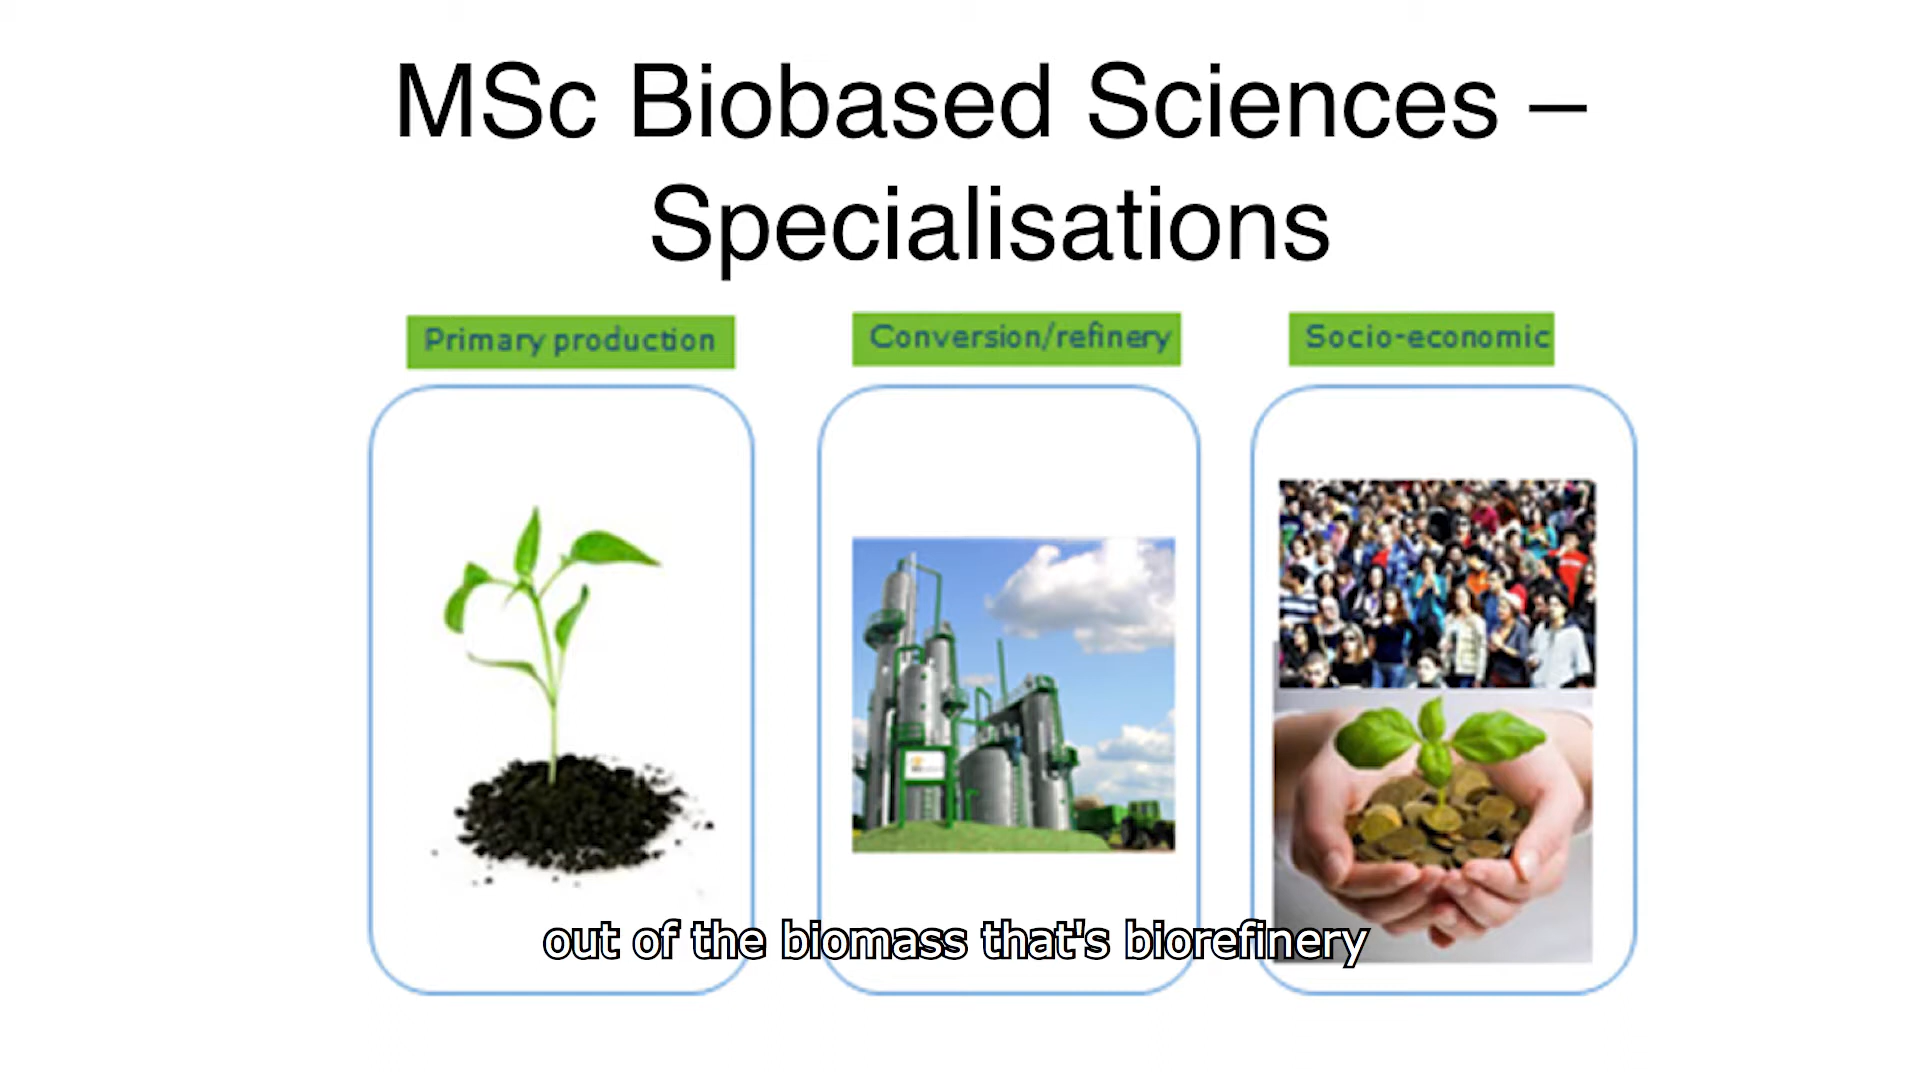 MSc Biobased Sciences –
Specialisations
Primary production
Conversion/refinery
Socio-economic
out of the biomass that's biorefinery